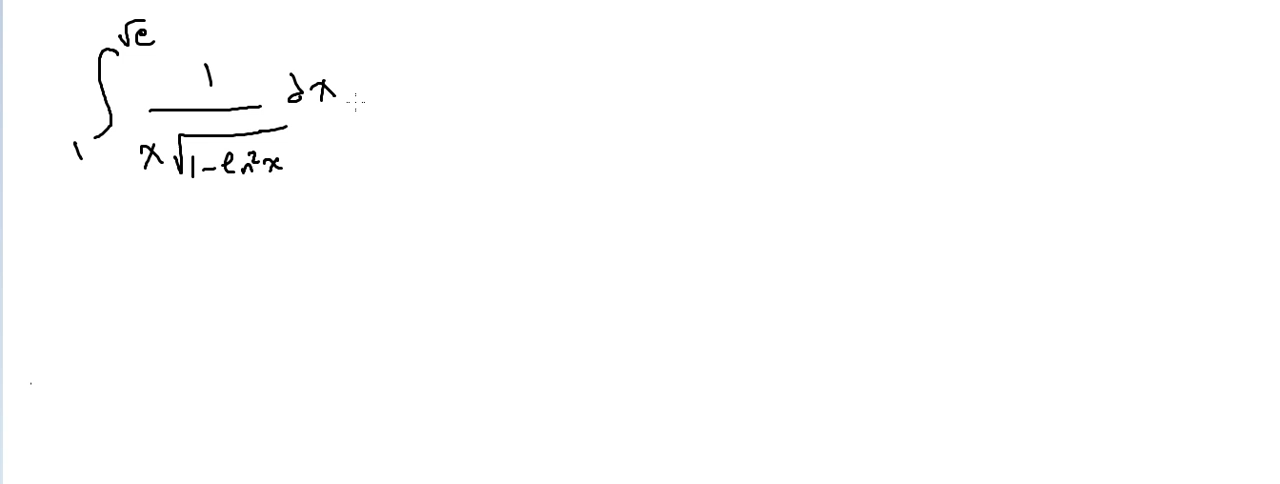 ∫₁^√e 1/(x√(1-ln²x)) dx